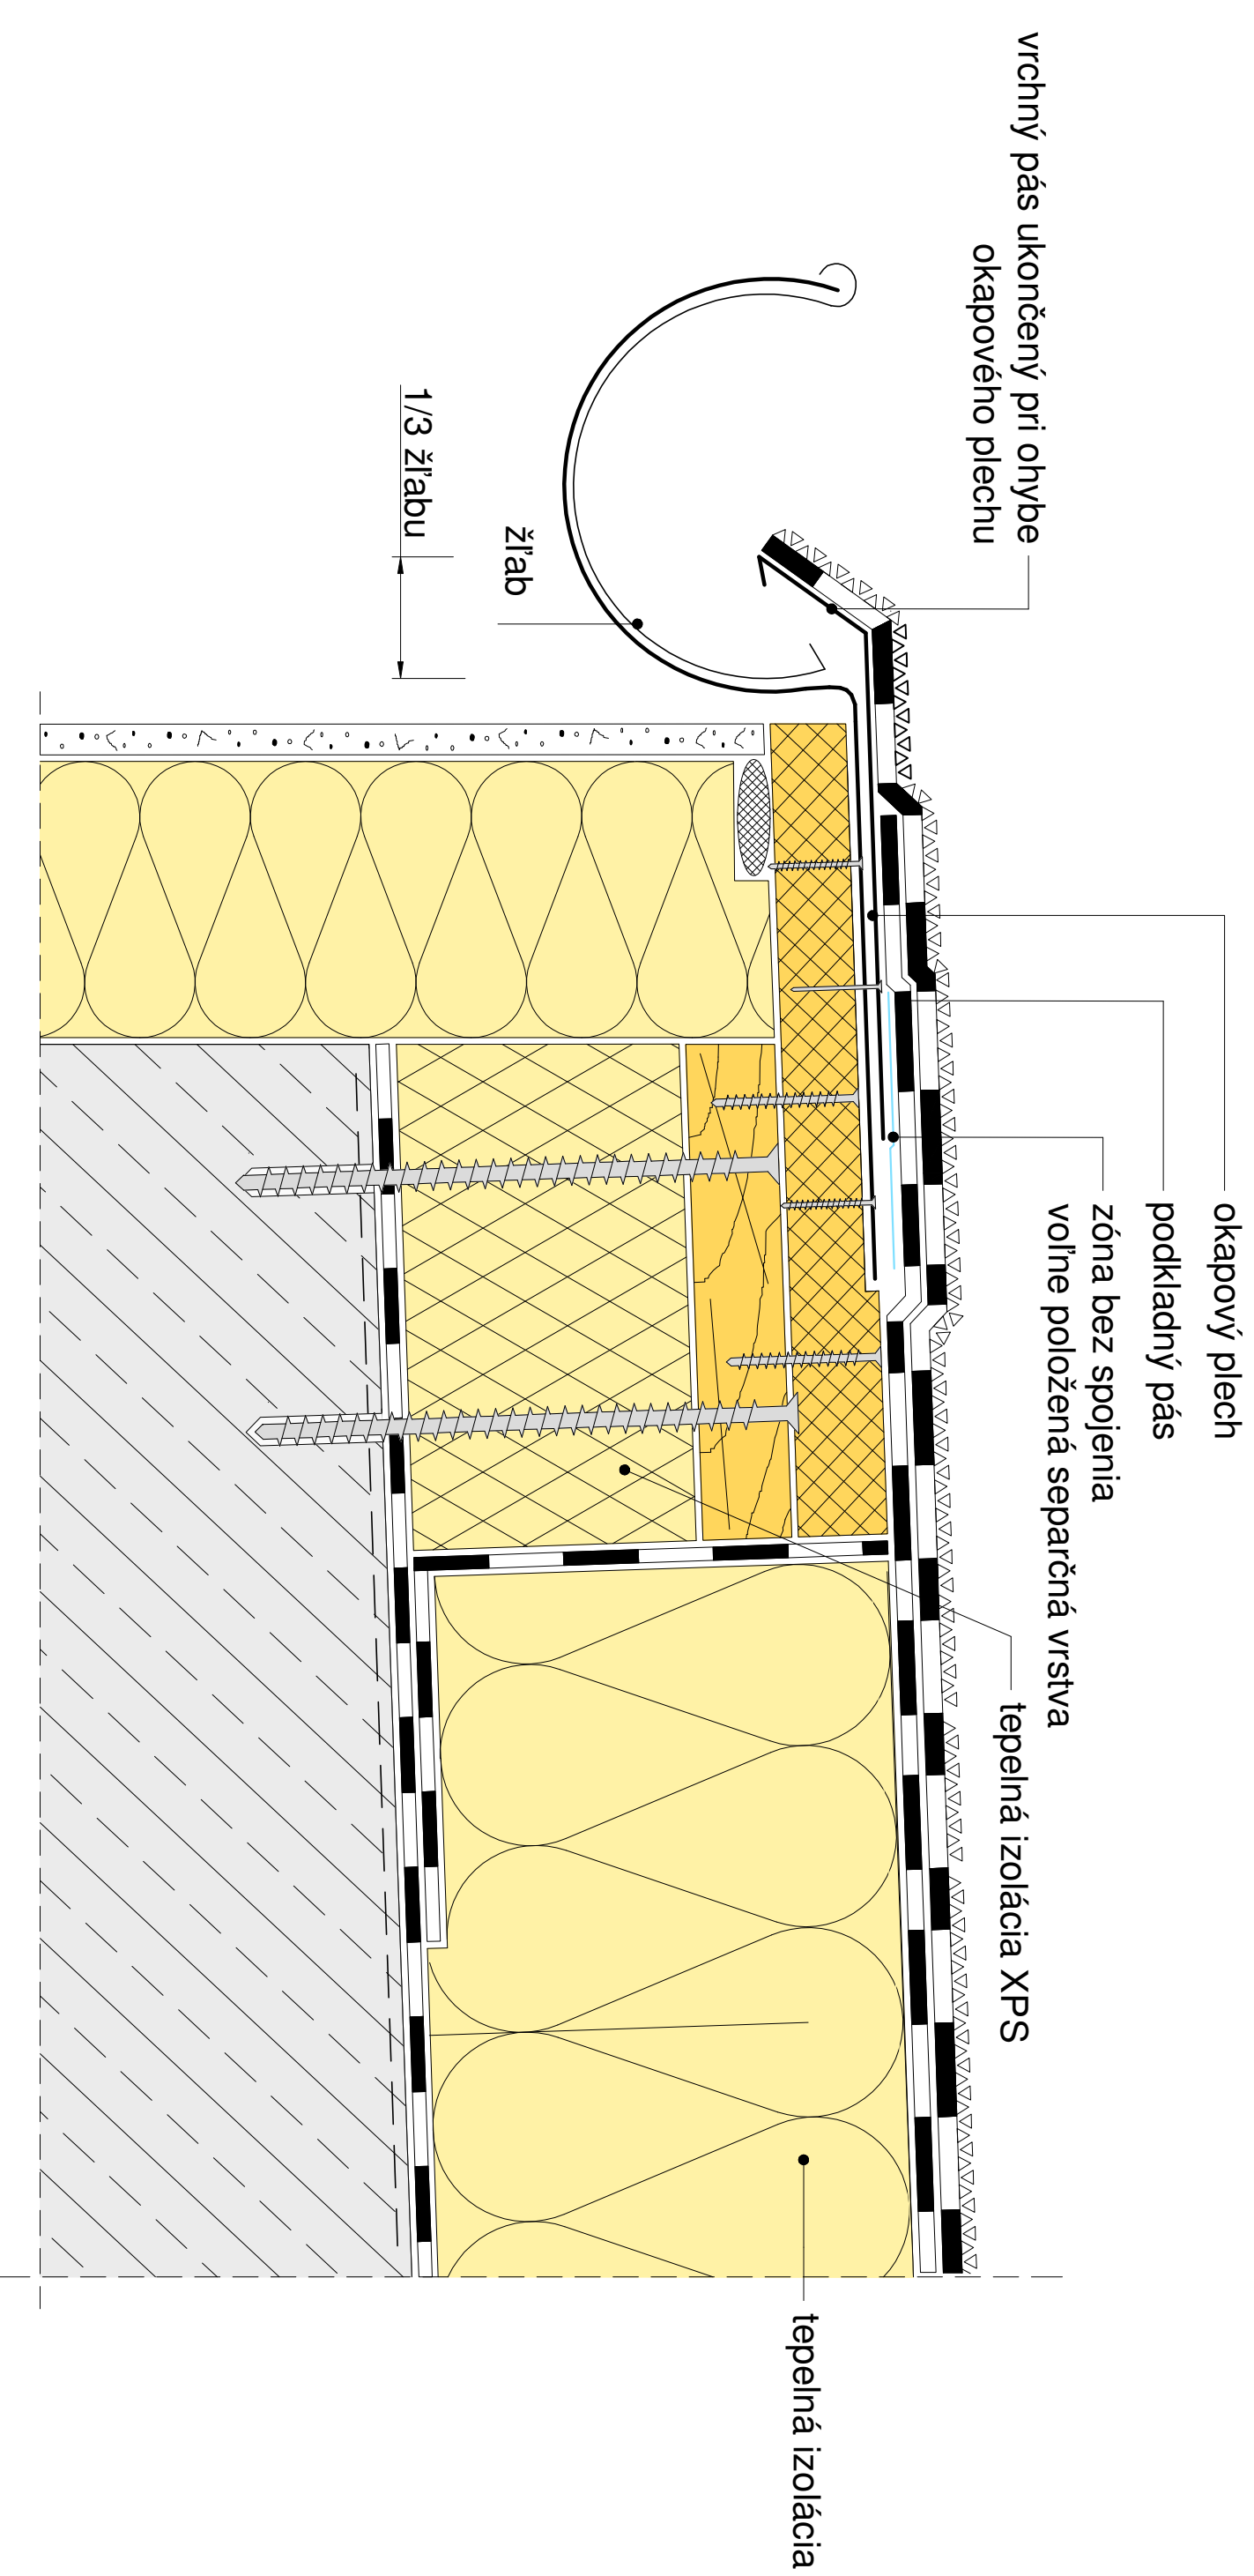 okapový plech
podkladný pás
zóna bez spojenia
voľne položená separčná vrstva
vrchný pás ukončený pri ohybe
okapového plechu
tepelná izolácia XPS
tepelná izolácia
žľab
1/3 žľabu